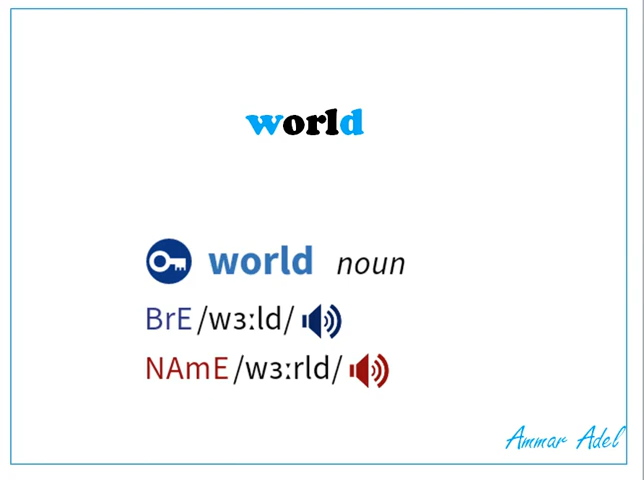 world
world noun
BrE /wɜːld/
NAmE /wɜːrld/
Ammar Adel